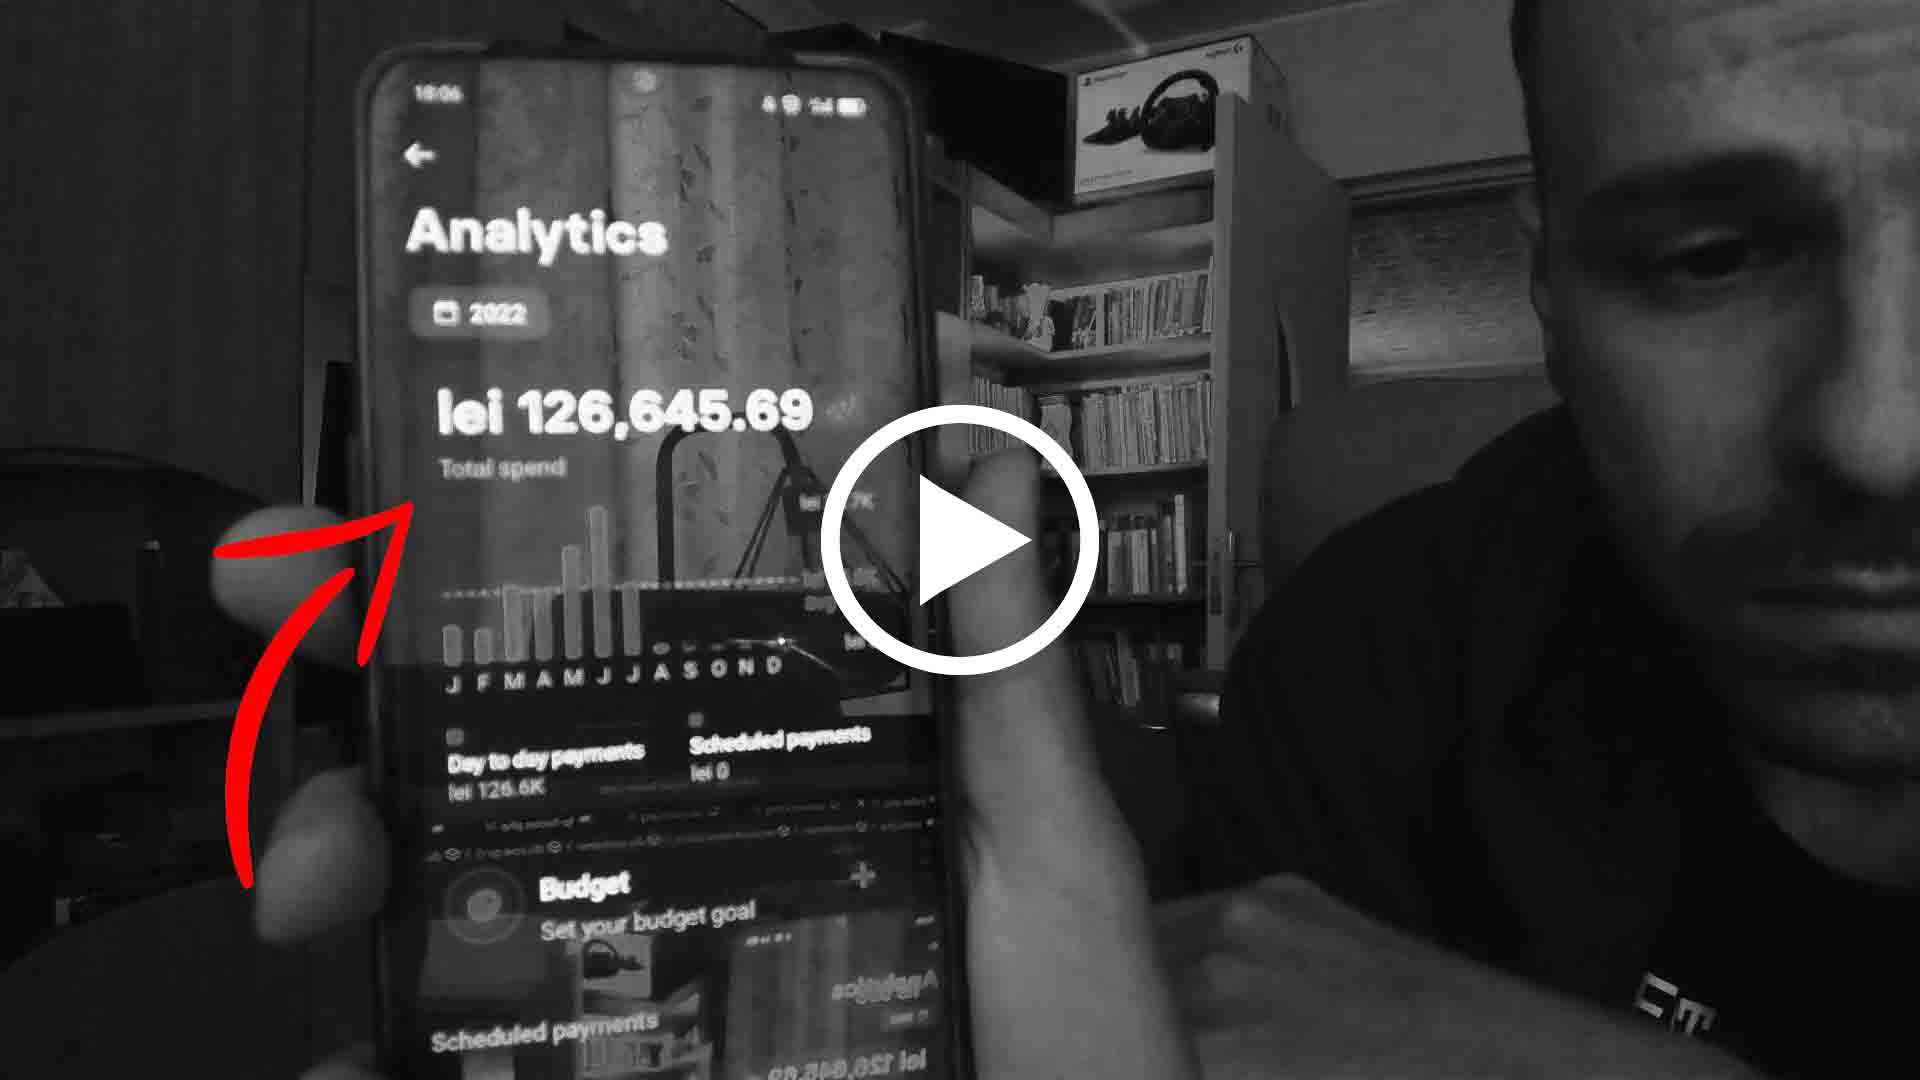 18:06
Analytics
2022
lei 126,645.69
Total spend
J F M A M J J A S O N D
Day to day payments
lei 126.6K
Scheduled payments
lei 0
Budget
Set your budget goal
Scheduled payments